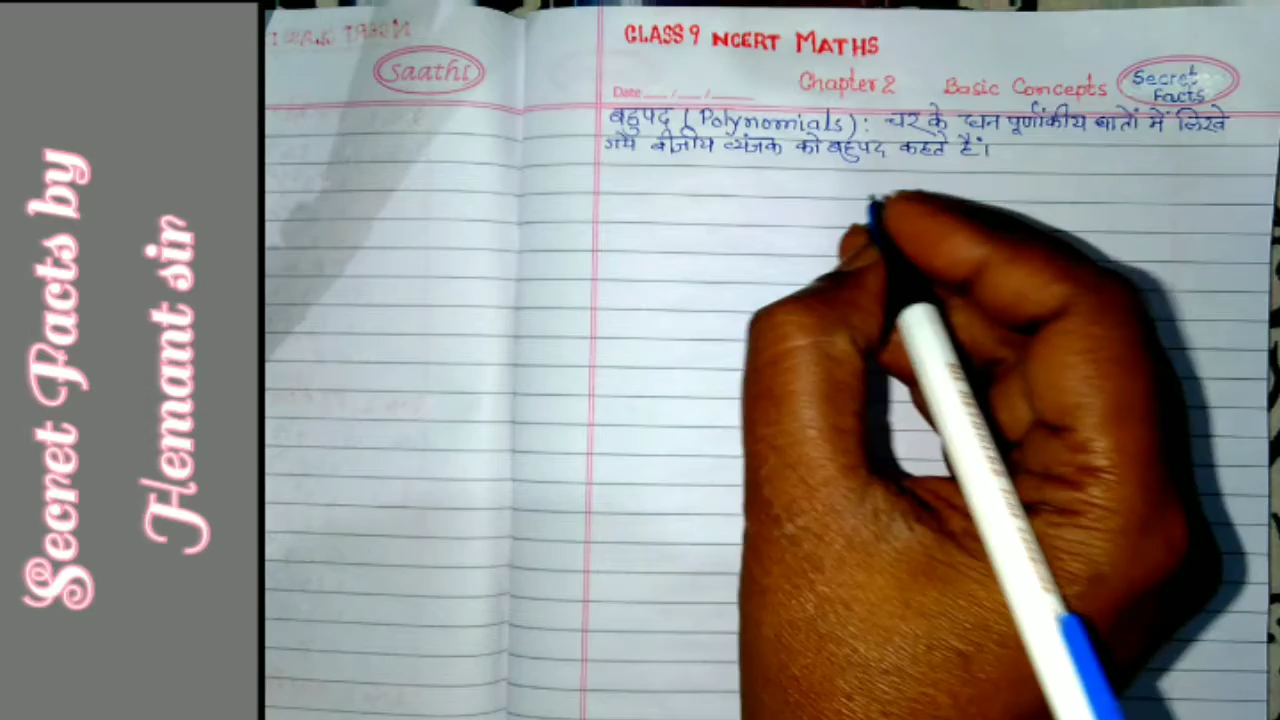 Secret Facts by
Hemant sir
Saathi
CLASS 9 NCERT MATHS
Chapter 2 Basic Concepts
Secret
Facts
Date
बहुपद (Polynomials): चर के धन पूर्णांकीय घातों में लिखे
गये बीजीय व्यंजक को बहुपद कहते हैं।